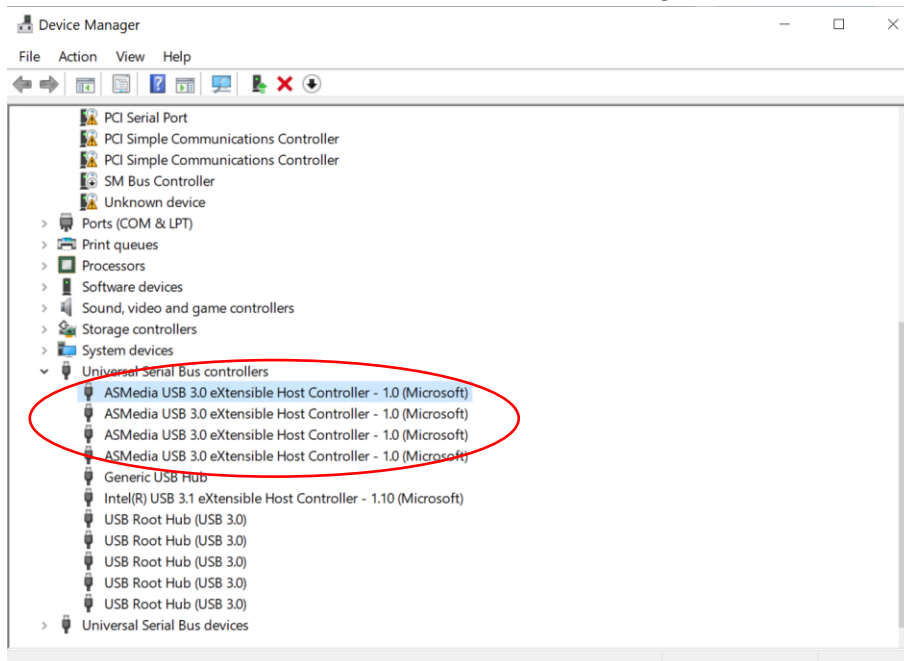 Device Manager
File Action View Help
PCI Serial Port
PCI Simple Communications Controller
PCI Simple Communications Controller
SM Bus Controller
Unknown device
Ports (COM & LPT)
Print queues
Processors
Software devices
Sound, video and game controllers
Storage controllers
System devices
Universal Serial Bus controllers
ASMedia USB 3.0 eXtensible Host Controller - 1.0 (Microsoft)
ASMedia USB 3.0 eXtensible Host Controller - 1.0 (Microsoft)
ASMedia USB 3.0 eXtensible Host Controller - 1.0 (Microsoft)
ASMedia USB 3.0 eXtensible Host Controller - 1.0 (Microsoft)
Generic USB Hub
Intel(R) USB 3.1 eXtensible Host Controller - 1.10 (Microsoft)
USB Root Hub (USB 3.0)
USB Root Hub (USB 3.0)
USB Root Hub (USB 3.0)
USB Root Hub (USB 3.0)
USB Root Hub (USB 3.0)
Universal Serial Bus devices